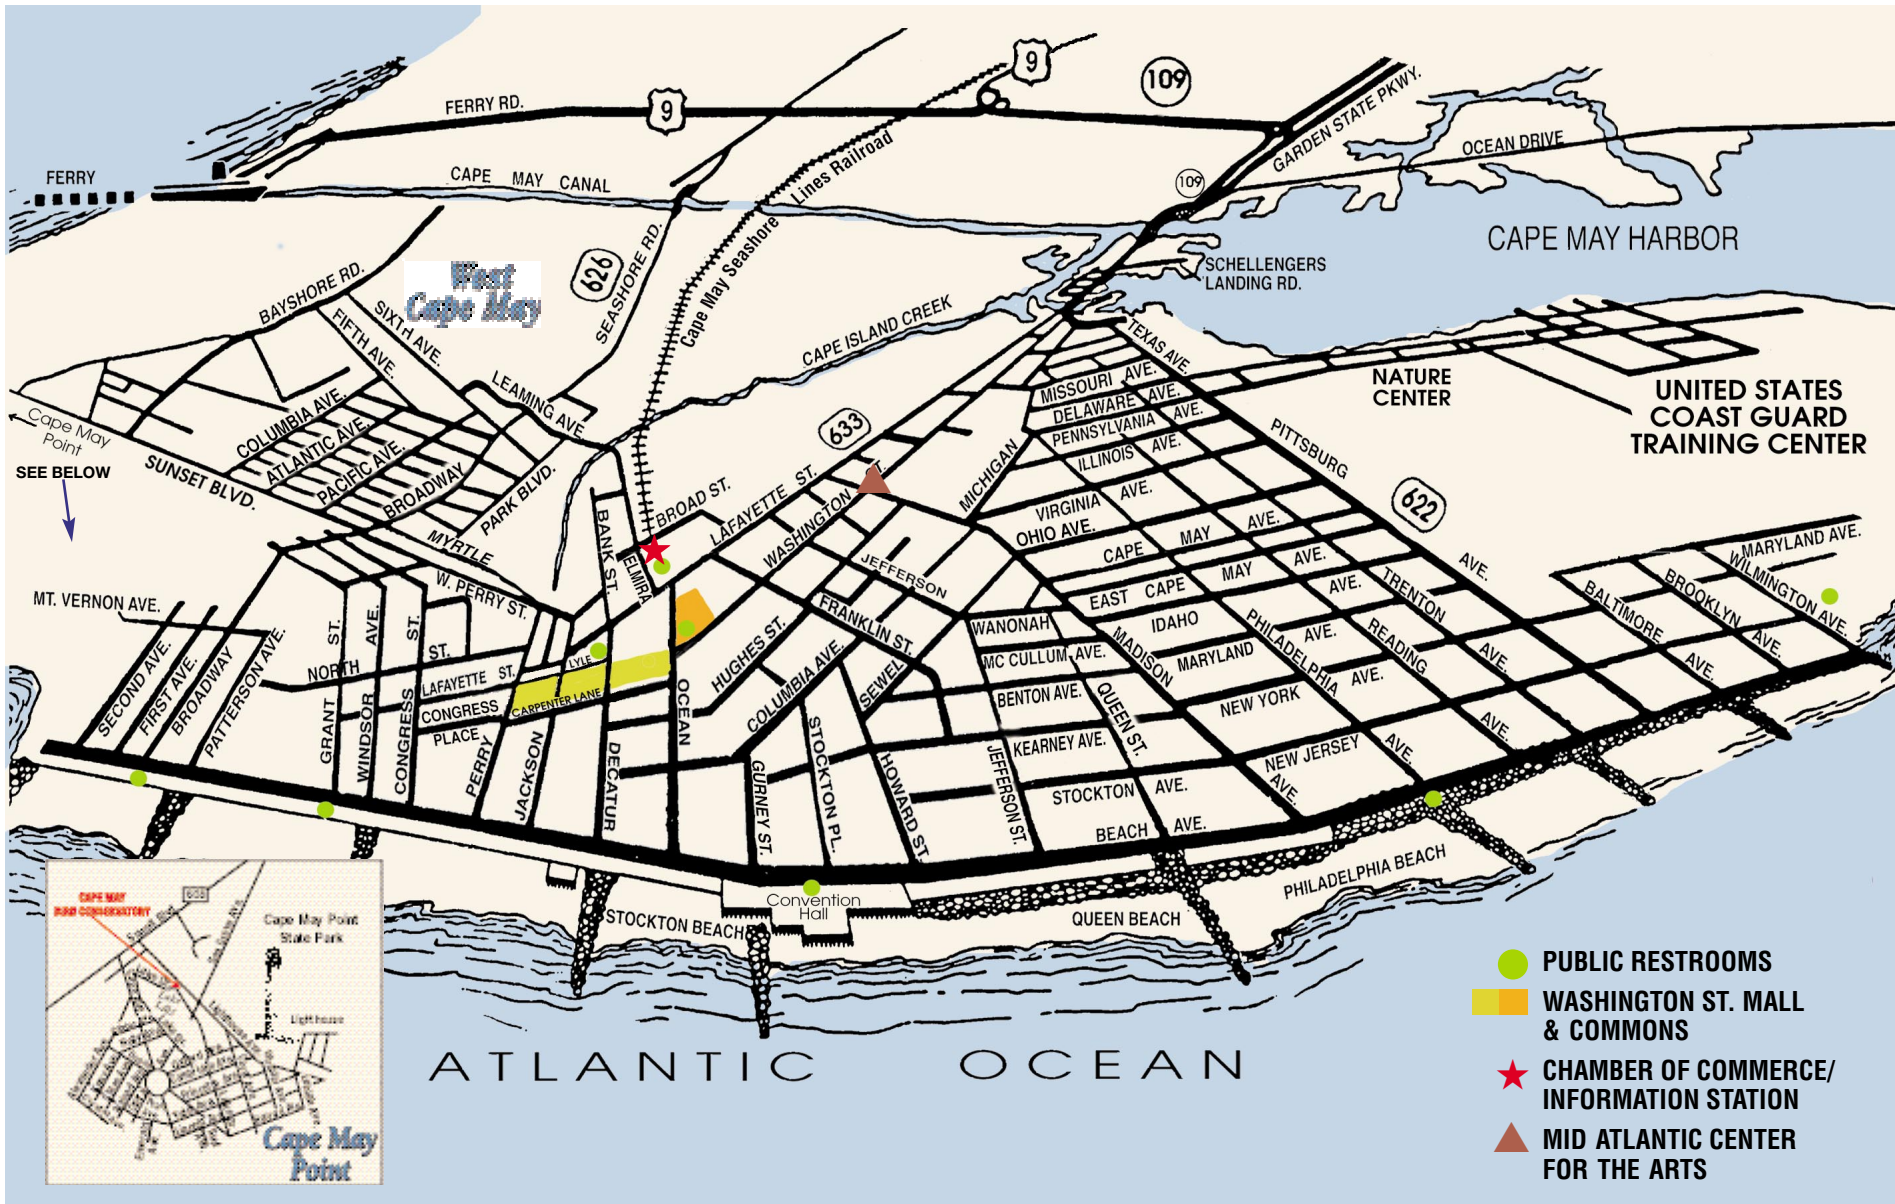 9
9
109
FERRY RD.
GARDEN STATE PKWY.
OCEAN DRIVE
FERRY
CAPE MAY CANAL
109
Cape May Seashore Lines Railroad
CAPE MAY HARBOR
626
SEASHORE RD.
West
Cape May
BAYSHORE RD.
SCHELLENGERS
LANDING RD.
SIXTH AVE.
FIFTH AVE.
CAPE ISLAND CREEK
TEXAS AVE.
LEAMING AVE.
MISSOURI AVE.
DELAWARE AVE.
PENNSYLVANIA AVE.
ILLINOIS AVE.
NATURE
CENTER
UNITED STATES
COAST GUARD
TRAINING CENTER
Cape May
Point
SEE BELOW
SUNSET BLVD.
COLUMBIA AVE.
ATLANTIC AVE.
PACIFIC AVE.
BROADWAY
PARK BLVD.
MYRTLE
633
BROAD ST.
LAFAYETTE ST.
WASHINGTON ST.
MICHIGAN
VIRGINIA AVE.
OHIO AVE.
PITTSBURG AVE.
622
CAPE MAY AVE.
EAST CAPE MAY AVE.
BANK ST.
ELMIRA
JEFFERSON
FRANKLIN ST.
W. PERRY ST.
MT. VERNON AVE.
SECOND AVE.
FIRST AVE.
BROADWAY
PATTERSON AVE.
NORTH ST.
GRANT ST.
WINDSOR AVE.
CONGRESS ST.
LAFAYETTE ST.
LYLE
CARPENTER LANE
CONGRESS
PLACE
PERRY
JACKSON
DECATUR
OCEAN
HUGHES ST.
COLUMBIA AVE.
SEWEL
GURNEY ST.
STOCKTON PL.
HOWARD ST.
JEFFERSON ST.
WANONAH
MC CULLUM AVE.
BENTON AVE.
KEARNEY AVE.
QUEEN ST.
MADISON AVE.
IDAHO AVE.
MARYLAND AVE.
NEW YORK AVE.
NEW JERSEY AVE.
STOCKTON AVE.
BEACH AVE.
PHILADELPHIA AVE.
READING AVE.
TRENTON AVE.
BALTIMORE AVE.
BROOKLYN AVE.
WILMINGTON AVE.
MARYLAND AVE.
Convention
Hall
STOCKTON BEACH
QUEEN BEACH
PHILADELPHIA BEACH
ATLANTIC OCEAN
CAPE MAY
BIRD CONSERVATORY
Cape May Point
State Park
Light house
Cape May
Point
PUBLIC RESTROOMS
WASHINGTON ST. MALL
& COMMONS
CHAMBER OF COMMERCE/
INFORMATION STATION
MID ATLANTIC CENTER
FOR THE ARTS